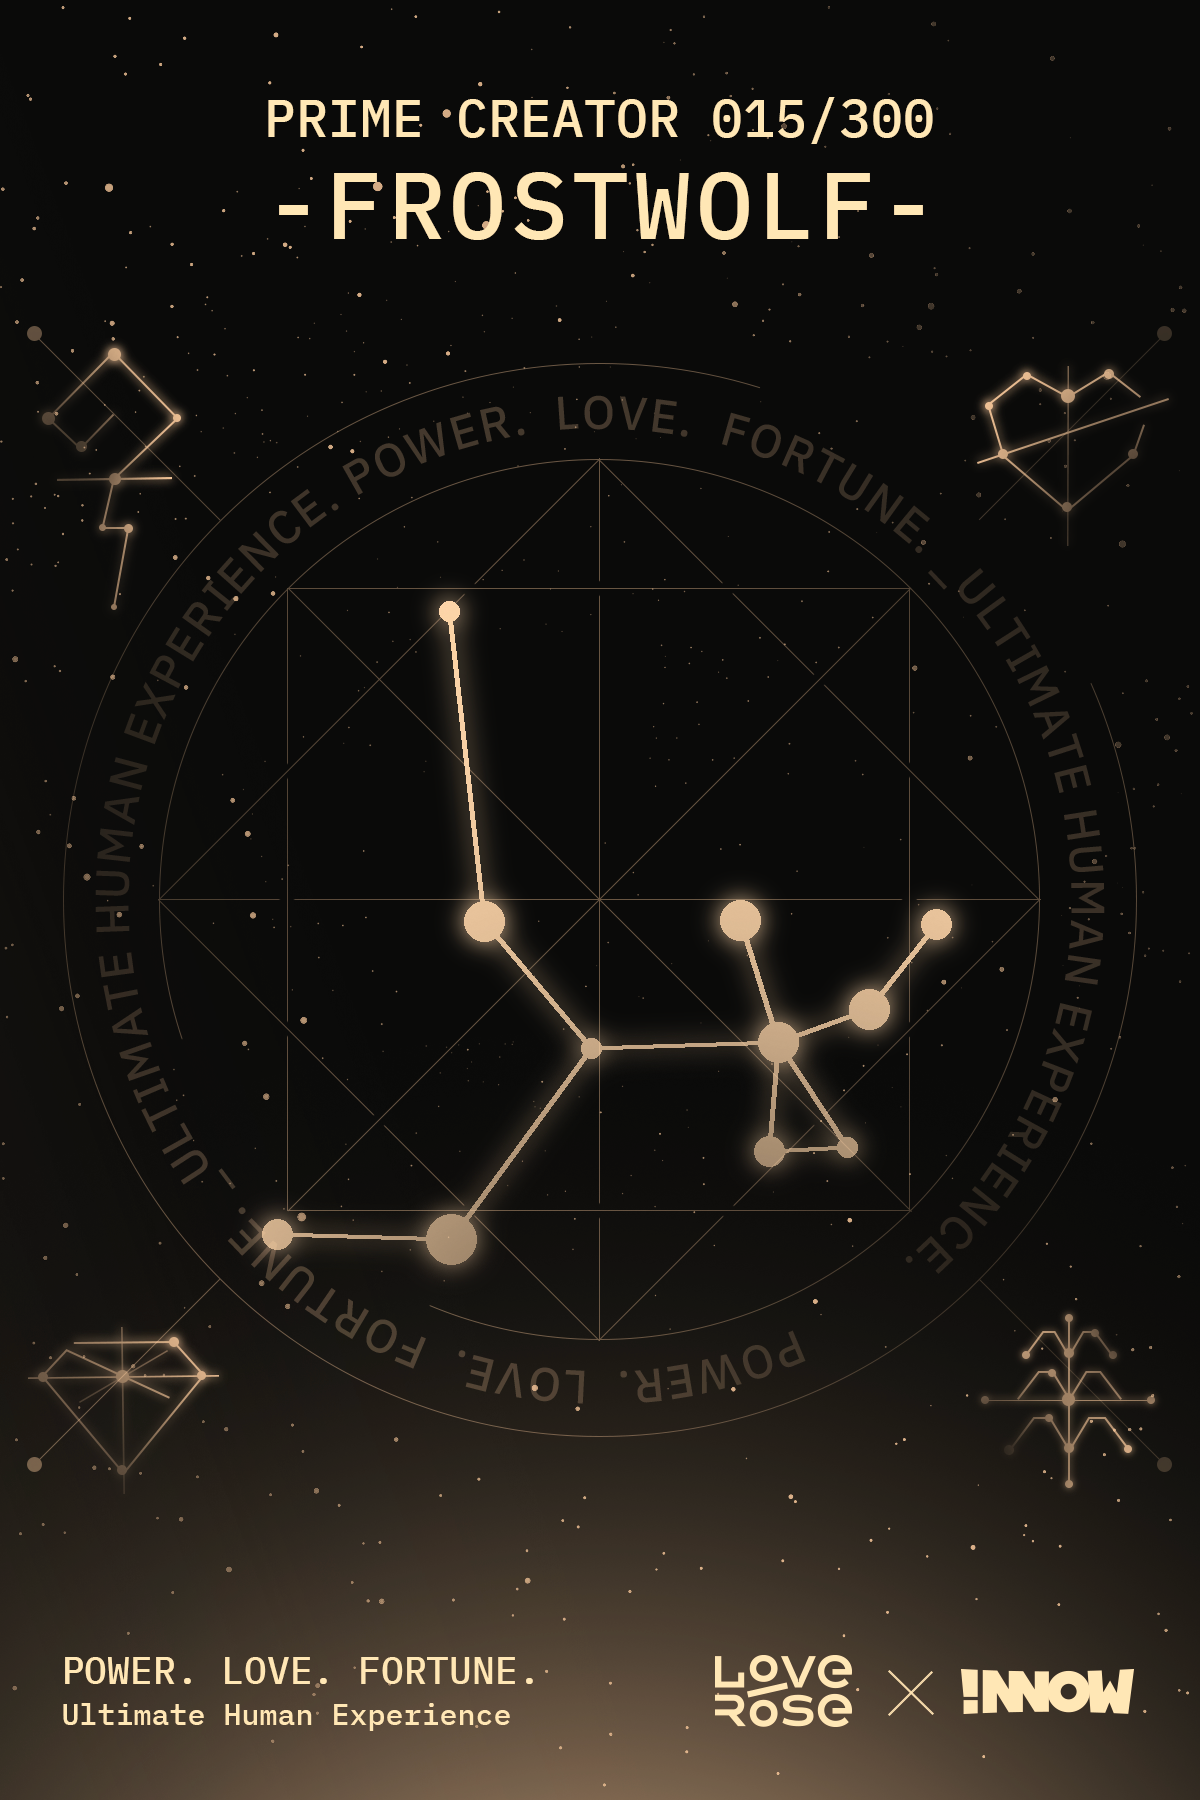 PRIME CREATOR 015/300
-FROSTWOLF-
POWER. LOVE. FORTUNE. – ULTIMATE HUMAN EXPERIENCE.
POWER. LOVE. FORTUNE. – ULTIMATE HUMAN EXPERIENCE.
POWER. LOVE. FORTUNE.
Ultimate Human Experience
LOVE
ROSE
!NNOW